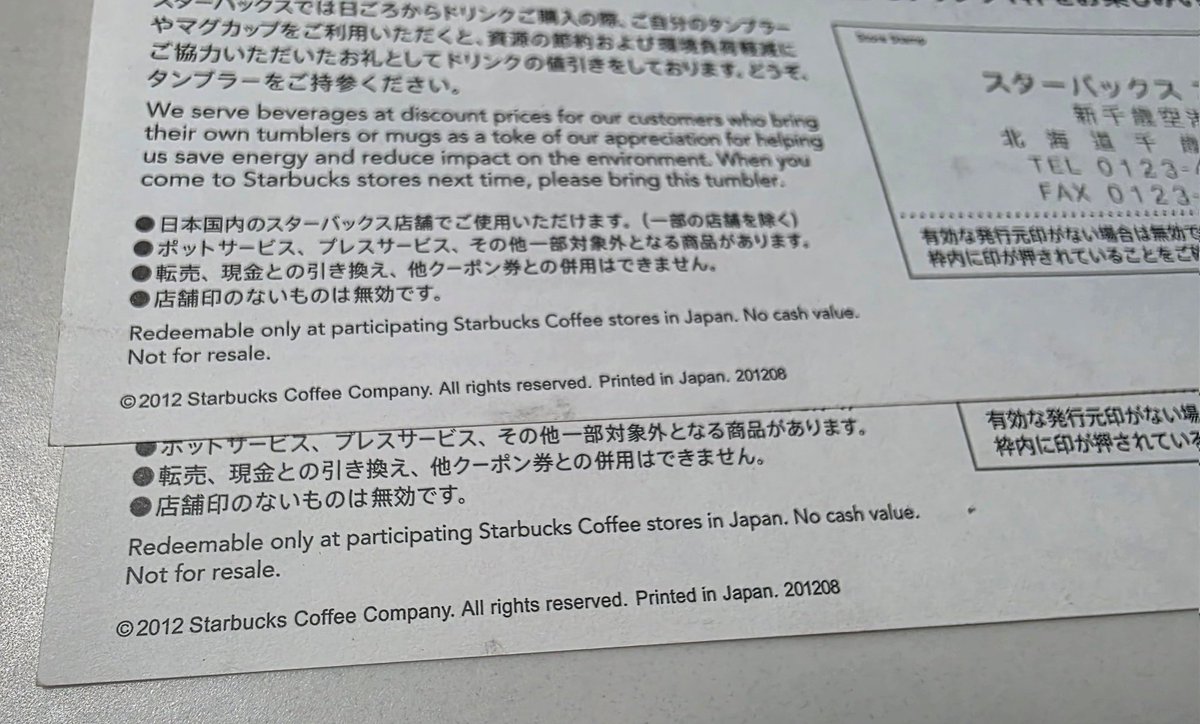 スターバックスでは日ごろからドリンクご購入の際、ご自分のタンブラー
やマグカップをご利用いただくと、資源の節約および環境負荷軽減に
ご協力いただいたお礼としてドリンクの値引きをしております。どうぞ、
タンブラーをご持参ください。
We serve beverages at discount prices for our customers who bring
their own tumblers or mugs as a toke of our appreciation for helping
us save energy and reduce impact on the environment. When you
come to Starbucks stores next time, please bring this tumbler.
●日本国内のスターバックス店舗でご使用いただけます。(一部の店舗を除く)
●ポットサービス、プレスサービス、その他一部対象外となる商品があります。
●転売、現金との引き換え、他クーポン券との併用はできません。
●店舗印のないものは無効です。
Redeemable only at participating Starbucks Coffee stores in Japan. No cash value.
Not for resale.
©2012 Starbucks Coffee Company. All rights reserved. Printed in Japan. 201208
Store Stamp
スターバックス
新千歳空港
北海道千歳
TEL 0123-
FAX 0123-
有効な発行元印がない場合は無効で
枠内に印が押されていることをご
●ポットサービス、プレスサービス、その他一部対象外となる商品があります。
●転売、現金との引き換え、他クーポン券との併用はできません。
●店舗印のないものは無効です。
Redeemable only at participating Starbucks Coffee stores in Japan. No cash value.
Not for resale.
©2012 Starbucks Coffee Company. All rights reserved. Printed in Japan. 201208
有効な発行元印がない場
枠内に印が押されてい